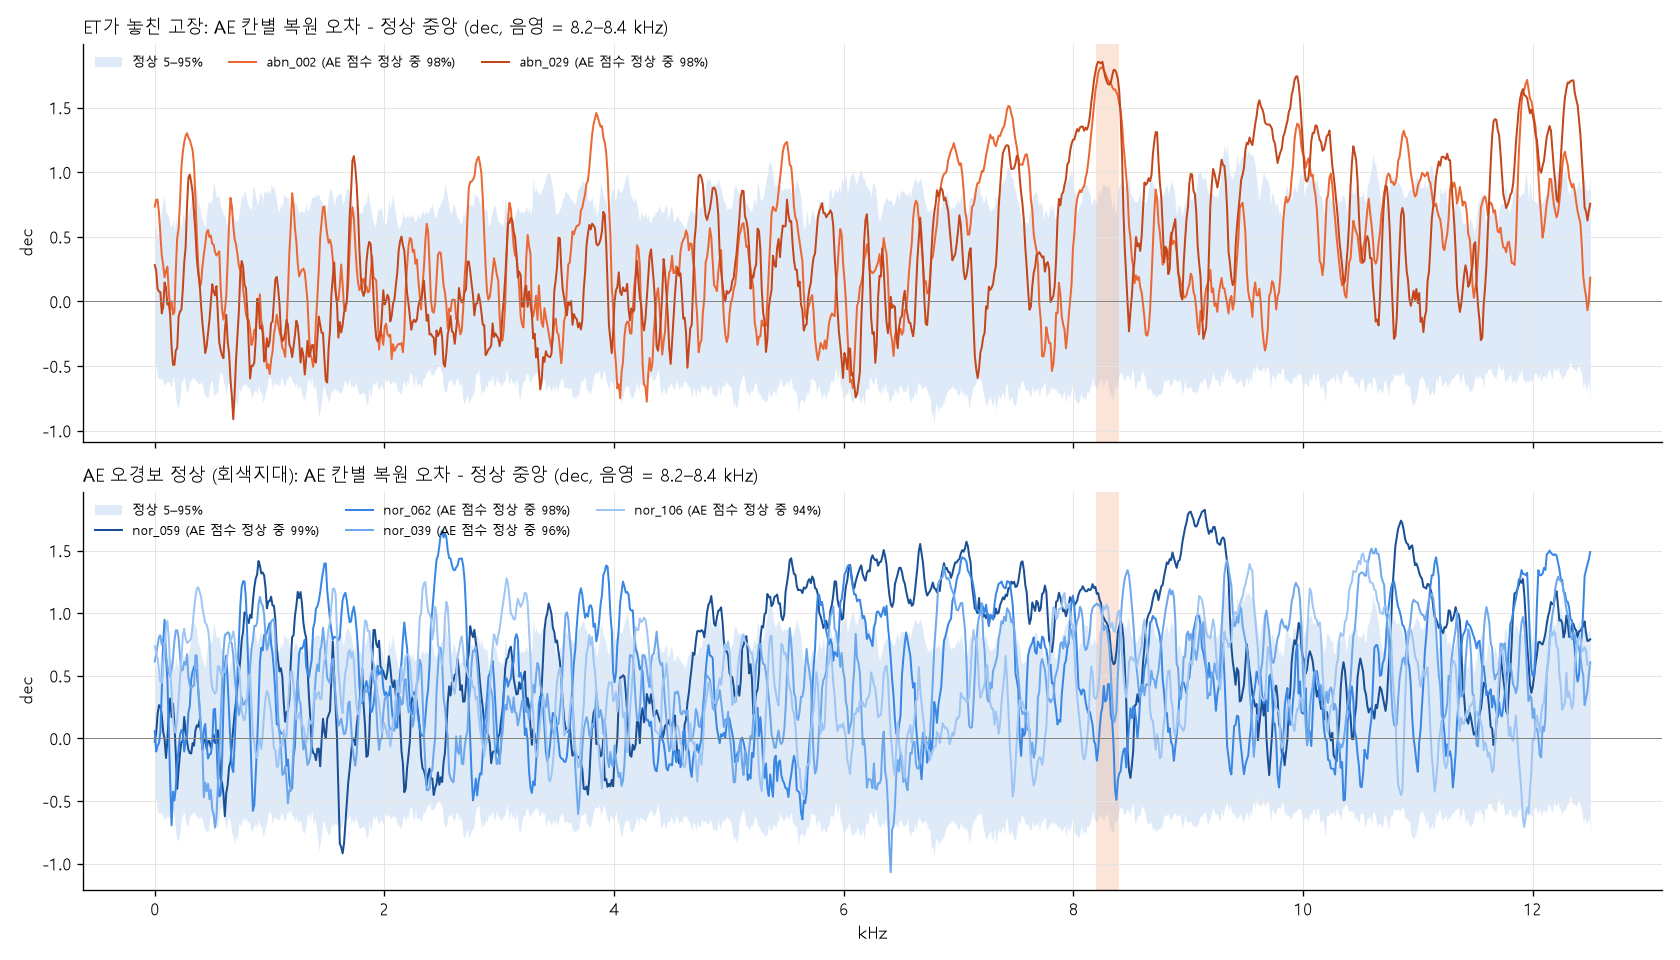 ET가 놓친 고장: AE 칸별 복원 오차 - 정상 중앙 (dec, 음영 = 8.2–8.4 kHz)
정상 5–95%
abn_002 (AE 점수 정상 중 98%)
abn_029 (AE 점수 정상 중 98%)
1.5
1.0
0.5
0.0
-0.5
-1.0
dec
AE 오경보 정상 (회색지대): AE 칸별 복원 오차 - 정상 중앙 (dec, 음영 = 8.2–8.4 kHz)
정상 5–95%
nor_059 (AE 점수 정상 중 99%)
nor_062 (AE 점수 정상 중 98%)
nor_039 (AE 점수 정상 중 96%)
nor_106 (AE 점수 정상 중 94%)
1.5
1.0
0.5
0.0
-0.5
-1.0
dec
0 2 4 6 8 10 12
kHz